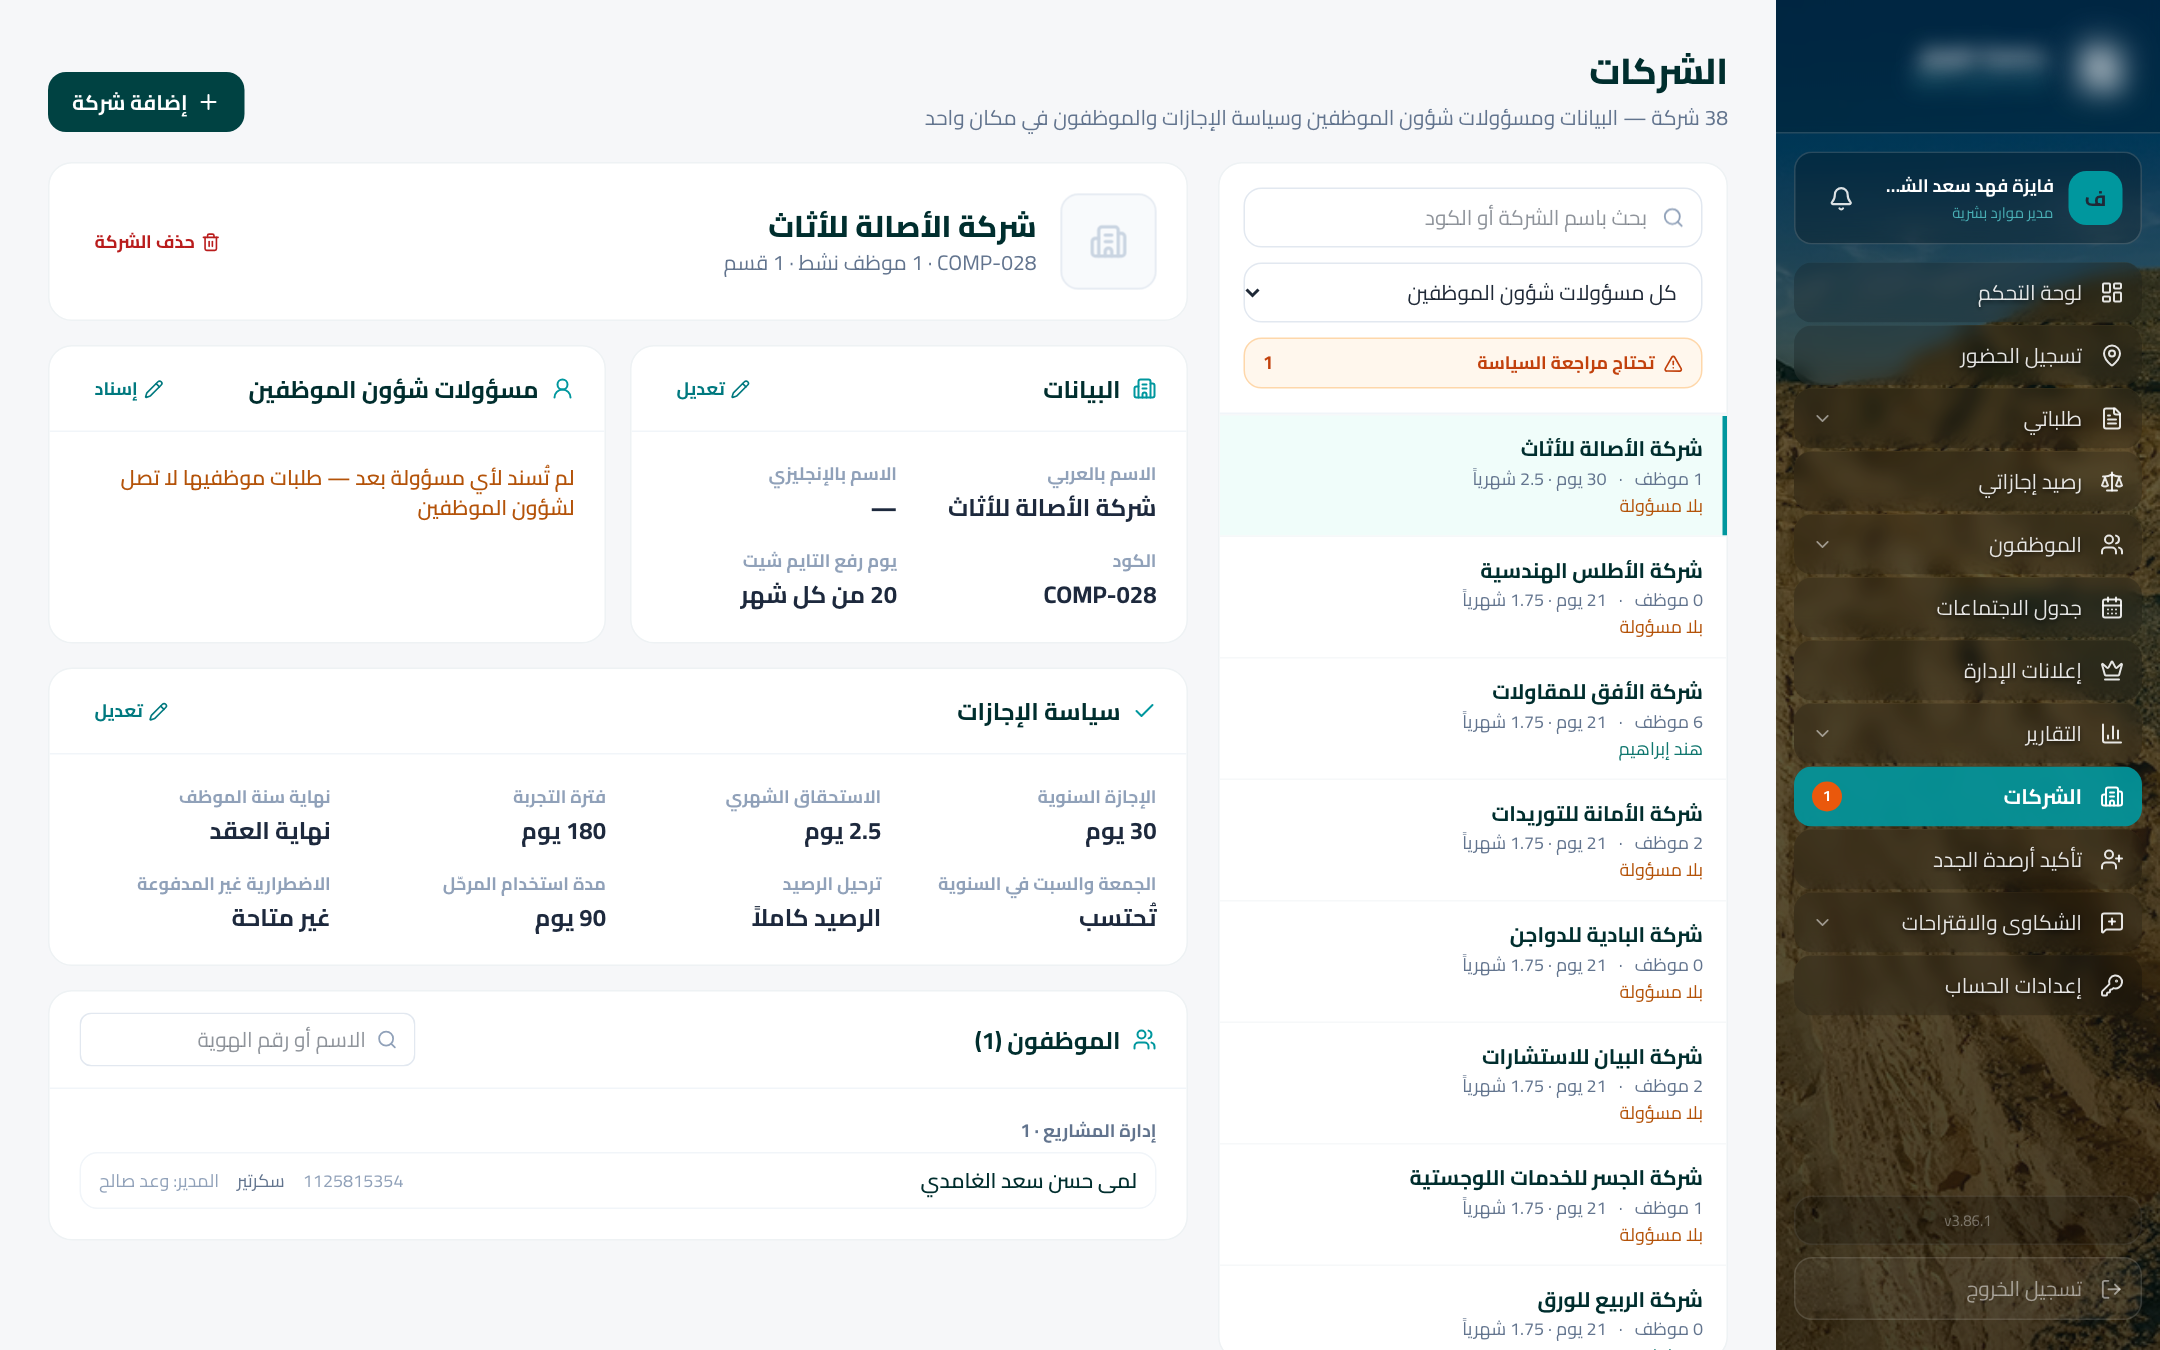 فايزة فهد سعد الشـ...
مدير موارد بشرية
ف
لوحة التحكم
تسجيل الحضور
طلباتي
رصيد إجازاتي
الموظفون
جدول الاجتماعات
إعلانات الإدارة
التقارير
الشركات
1
تأكيد أرصدة الجدد
الشكاوى والاقتراحات
إعدادات الحساب
v3.86.1
تسجيل الخروج
الشركات
38 شركة — البيانات ومسؤولات شؤون الموظفين وسياسة الإجازات والموظفون في مكان واحد
إضافة شركة
بحث باسم الشركة أو الكود
كل مسؤولات شؤون الموظفين
تحتاج مراجعة السياسة 1
شركة الأصالة للأثاث
1 موظف · 30 يوم · 2.5 شهرياً
بلا مسؤولة
شركة الأطلس الهندسية
0 موظف · 21 يوم · 1.75 شهرياً
بلا مسؤولة
شركة الأفق للمقاولات
6 موظف · 21 يوم · 1.75 شهرياً
هند إبراهيم
شركة الأمانة للتوريدات
2 موظف · 21 يوم · 1.75 شهرياً
بلا مسؤولة
شركة البادية للدواجن
0 موظف · 21 يوم · 1.75 شهرياً
بلا مسؤولة
شركة البيان للاستشارات
2 موظف · 21 يوم · 1.75 شهرياً
بلا مسؤولة
شركة الجسر للخدمات اللوجستية
1 موظف · 21 يوم · 1.75 شهرياً
بلا مسؤولة
شركة الربيع للورق
0 موظف · 21 يوم · 1.75 شهرياً
شركة الأصالة للأثاث
COMP-028 · 1 موظف نشط · 1 قسم
حذف الشركة
البيانات
تعديل
الاسم بالعربي
شركة الأصالة للأثاث
الاسم بالإنجليزي
—
الكود
COMP-028
يوم رفع التايم شيت
20 من كل شهر
مسؤولات شؤون الموظفين
إسناد
لم تُسند لأي مسؤولة بعد — طلبات موظفيها لا تصل
لشؤون الموظفين
سياسة الإجازات
تعديل
الإجازة السنوية
30 يوم
الاستحقاق الشهري
2.5 يوم
فترة التجربة
180 يوم
نهاية سنة الموظف
نهاية العقد
الجمعة والسبت في السنوية
تُحتسب
ترحيل الرصيد
الرصيد كاملاً
مدة استخدام المرحّل
90 يوم
الاضطرارية غير المدفوعة
غير متاحة
الموظفون (1)
الاسم أو رقم الهوية
إدارة المشاريع · 1
لمى حسن سعد الغامدي
1125815354 سكرتير المدير: وعد صالح